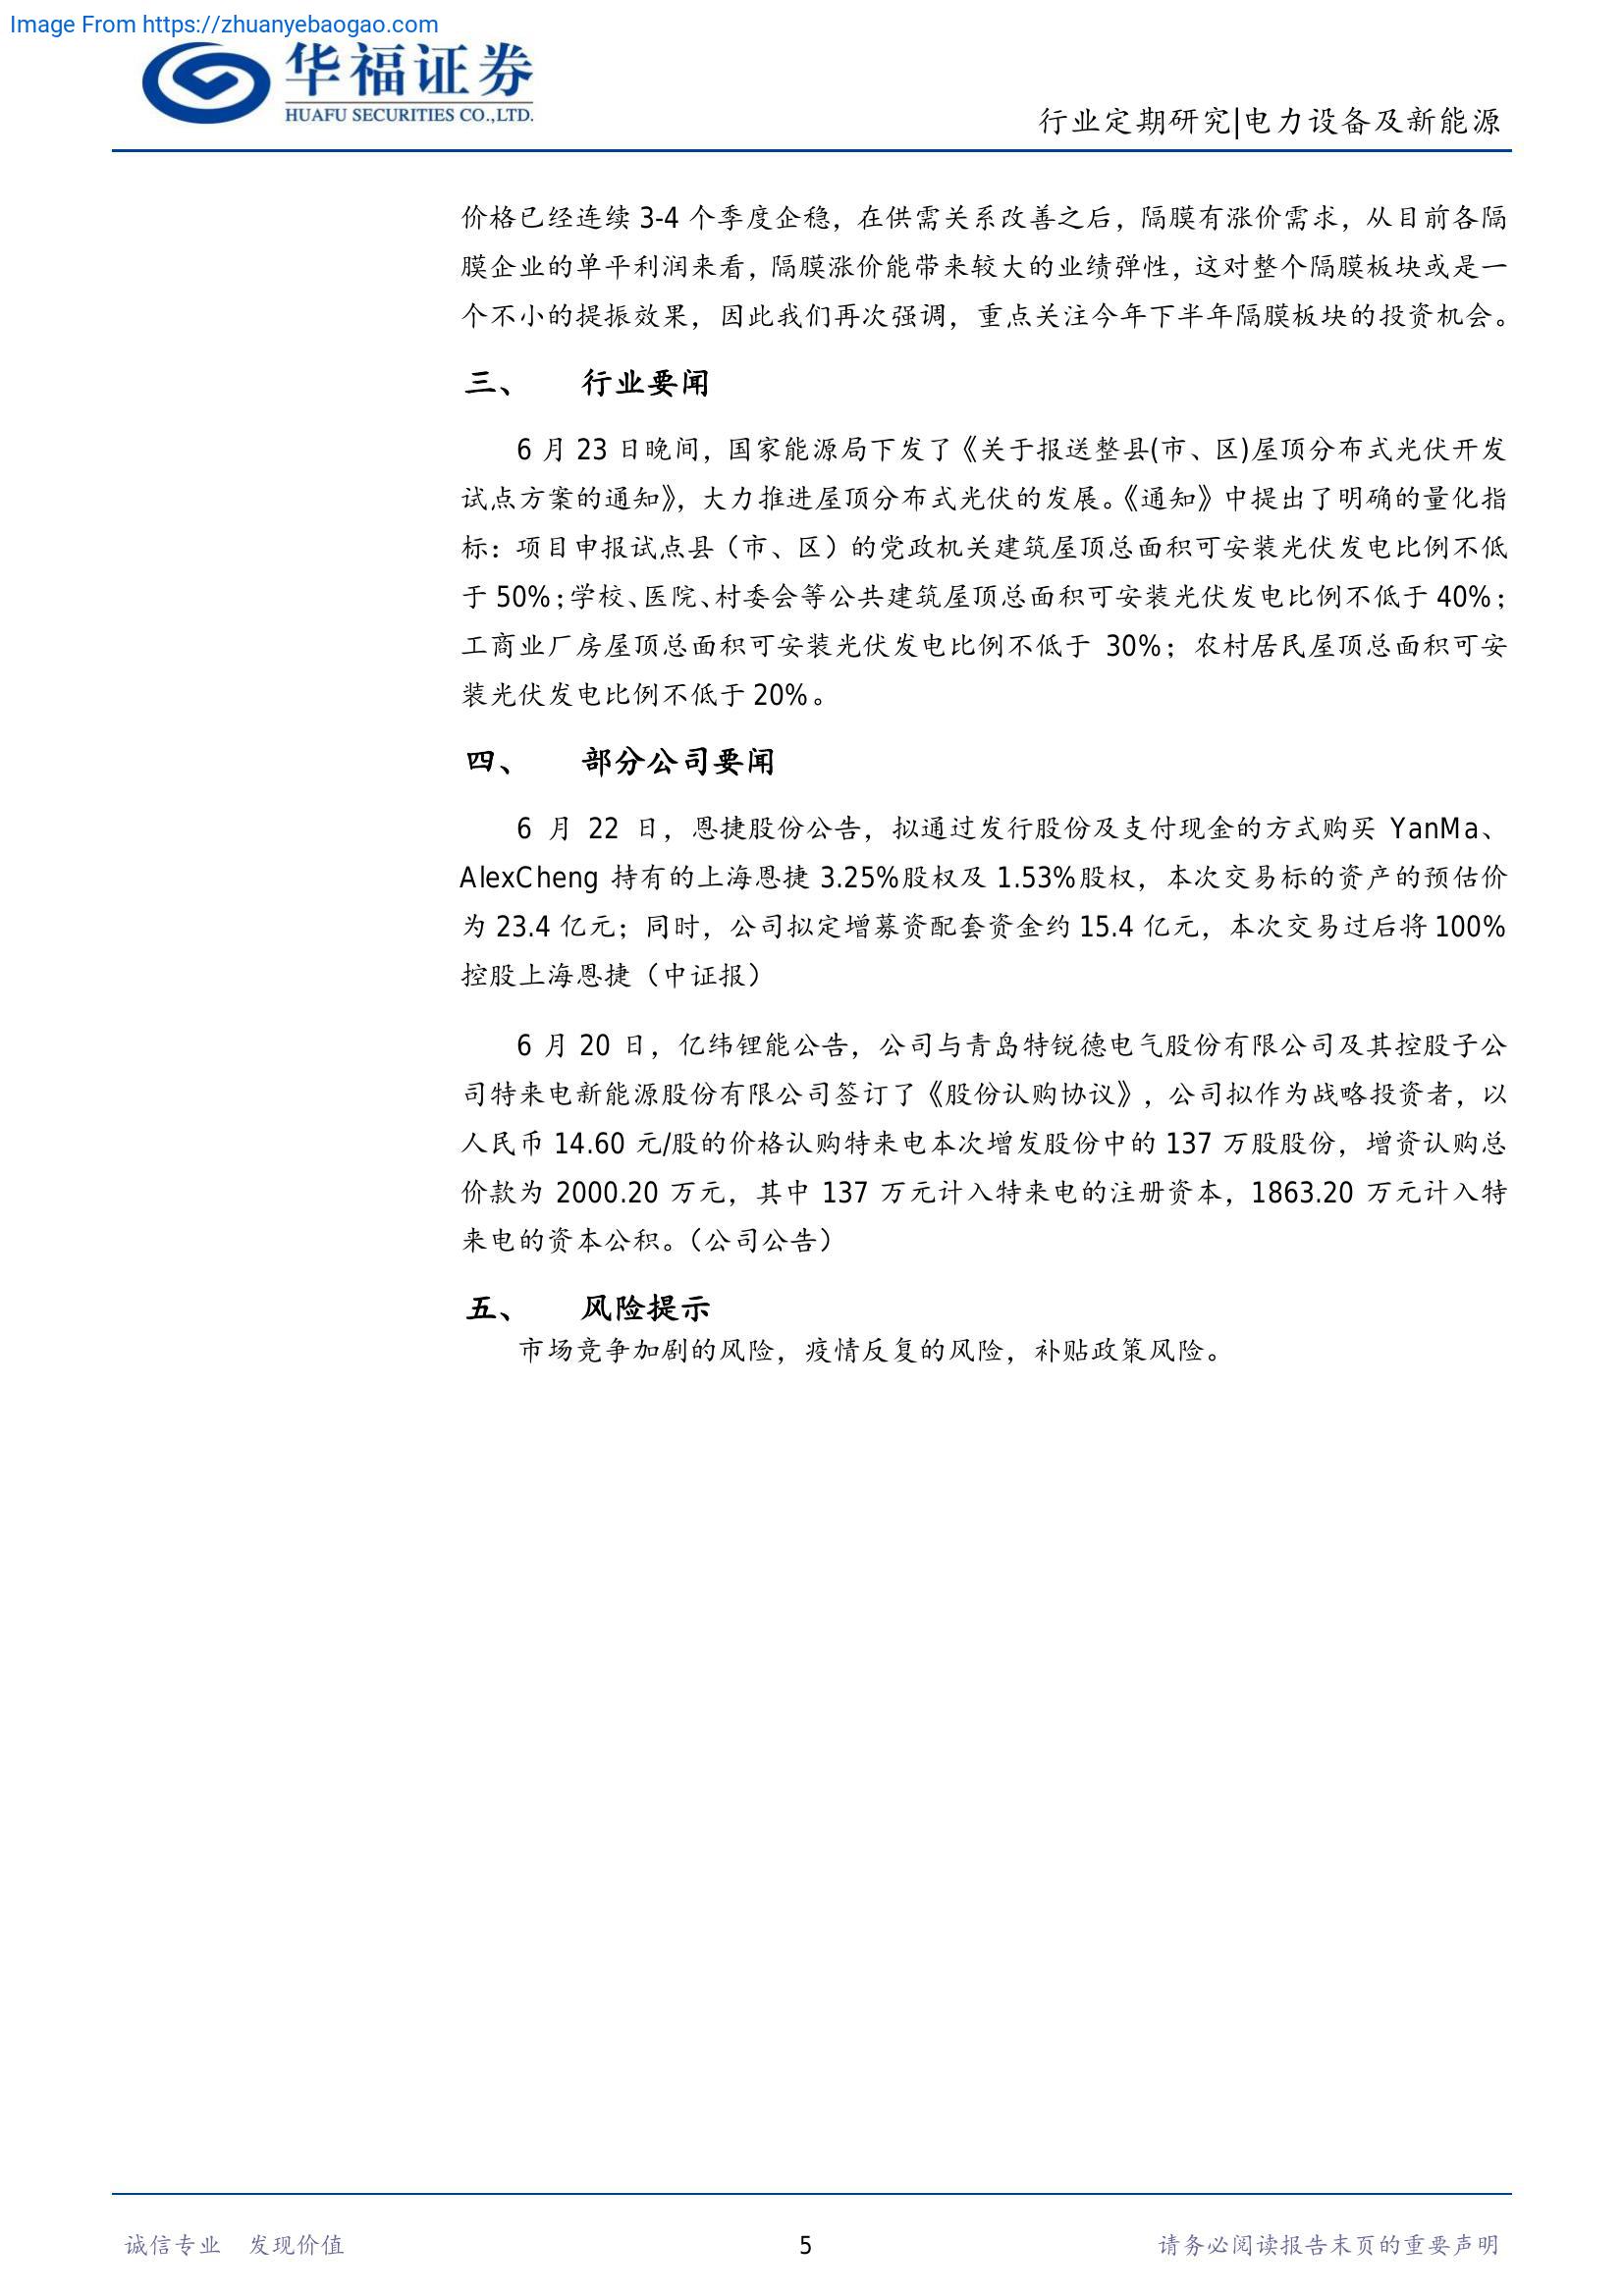 Image From https://zhuanyebaogao.com
华福证券
HUAFU SECURITIES CO.,LTD.
行业定期研究|电力设备及新能源
价格已经连续 3-4 个季度企稳，在供需关系改善之后，隔膜有涨价需求，从目前各隔
膜企业的单平利润来看，隔膜涨价能带来较大的业绩弹性，这对整个隔膜板块或是一
个不小的提振效果，因此我们再次强调，重点关注今年下半年隔膜板块的投资机会。
三、 行业要闻
6 月 23 日晚间，国家能源局下发了《关于报送整县(市、区)屋顶分布式光伏开发
试点方案的通知》，大力推进屋顶分布式光伏的发展。《通知》中提出了明确的量化指
标：项目申报试点县（市、区）的党政机关建筑屋顶总面积可安装光伏发电比例不低
于 50%；学校、医院、村委会等公共建筑屋顶总面积可安装光伏发电比例不低于 40%；
工商业厂房屋顶总面积可安装光伏发电比例不低于 30%；农村居民屋顶总面积可安
装光伏发电比例不低于 20%。
四、 部分公司要闻
6 月 22 日，恩捷股份公告，拟通过发行股份及支付现金的方式购买 YanMa、
AlexCheng 持有的上海恩捷 3.25%股权及 1.53%股权，本次交易标的资产的预估价
为 23.4 亿元；同时，公司拟定增募资配套资金约 15.4 亿元，本次交易过后将 100%
控股上海恩捷（中证报）
6 月 20 日，亿纬锂能公告，公司与青岛特锐德电气股份有限公司及其控股子公
司特来电新能源股份有限公司签订了《股份认购协议》，公司拟作为战略投资者，以
人民币 14.60 元/股的价格认购特来电本次增发股份中的 137 万股股份，增资认购总
价款为 2000.20 万元，其中 137 万元计入特来电的注册资本，1863.20 万元计入特
来电的资本公积。（公司公告）
五、 风险提示
市场竞争加剧的风险，疫情反复的风险，补贴政策风险。
诚信专业 发现价值
5
请务必阅读报告末页的重要声明